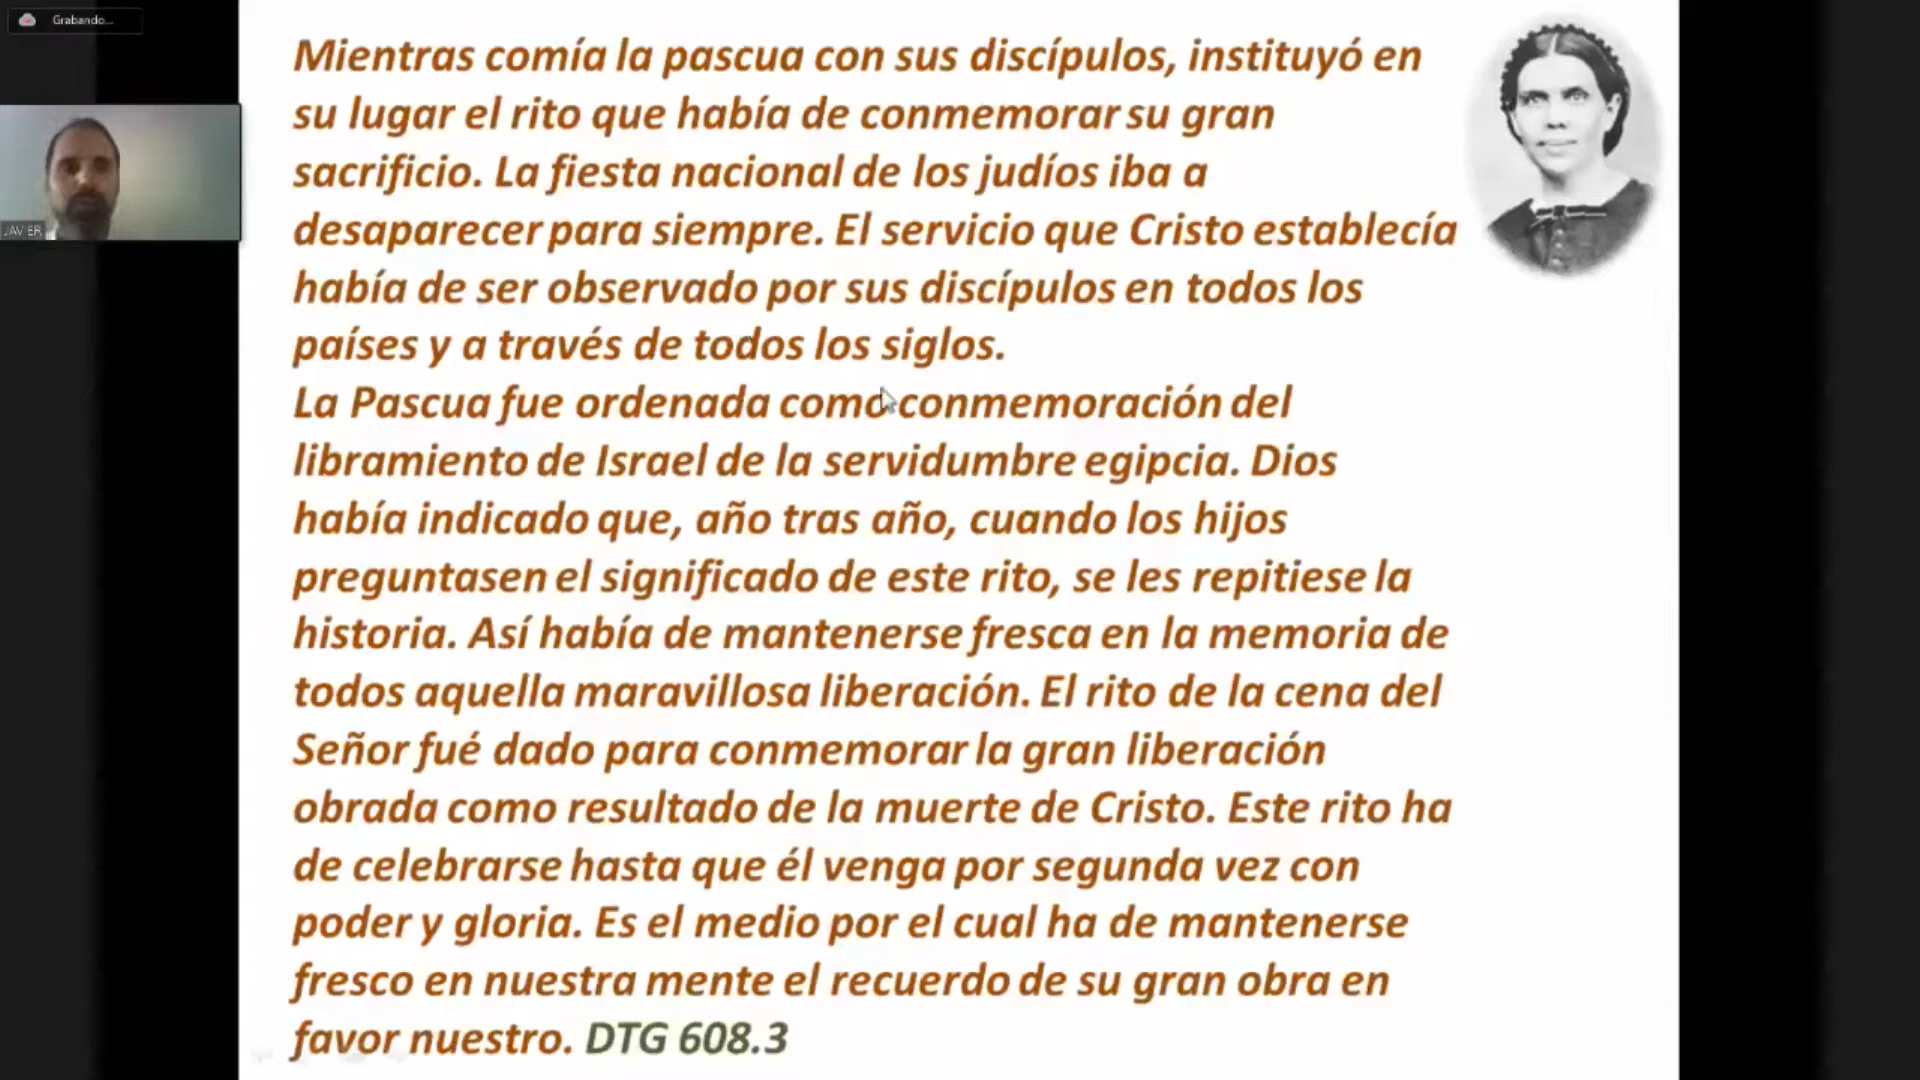 Grabando...
JAVIER
Mientras comía la pascua con sus discípulos, instituyó en
su lugar el rito que había de conmemorar su gran
sacrificio. La fiesta nacional de los judíos iba a
desaparecer para siempre. El servicio que Cristo establecía
había de ser observado por sus discípulos en todos los
países y a través de todos los siglos.
La Pascua fue ordenada como conmemoración del
libramiento de Israel de la servidumbre egipcia. Dios
había indicado que, año tras año, cuando los hijos
preguntasen el significado de este rito, se les repitiese la
historia. Así había de mantenerse fresca en la memoria de
todos aquella maravillosa liberación. El rito de la cena del
Señor fué dado para conmemorar la gran liberación
obrada como resultado de la muerte de Cristo. Este rito ha
de celebrarse hasta que él venga por segunda vez con
poder y gloria. Es el medio por el cual ha de mantenerse
fresco en nuestra mente el recuerdo de su gran obra en
favor nuestro. DTG 608.3